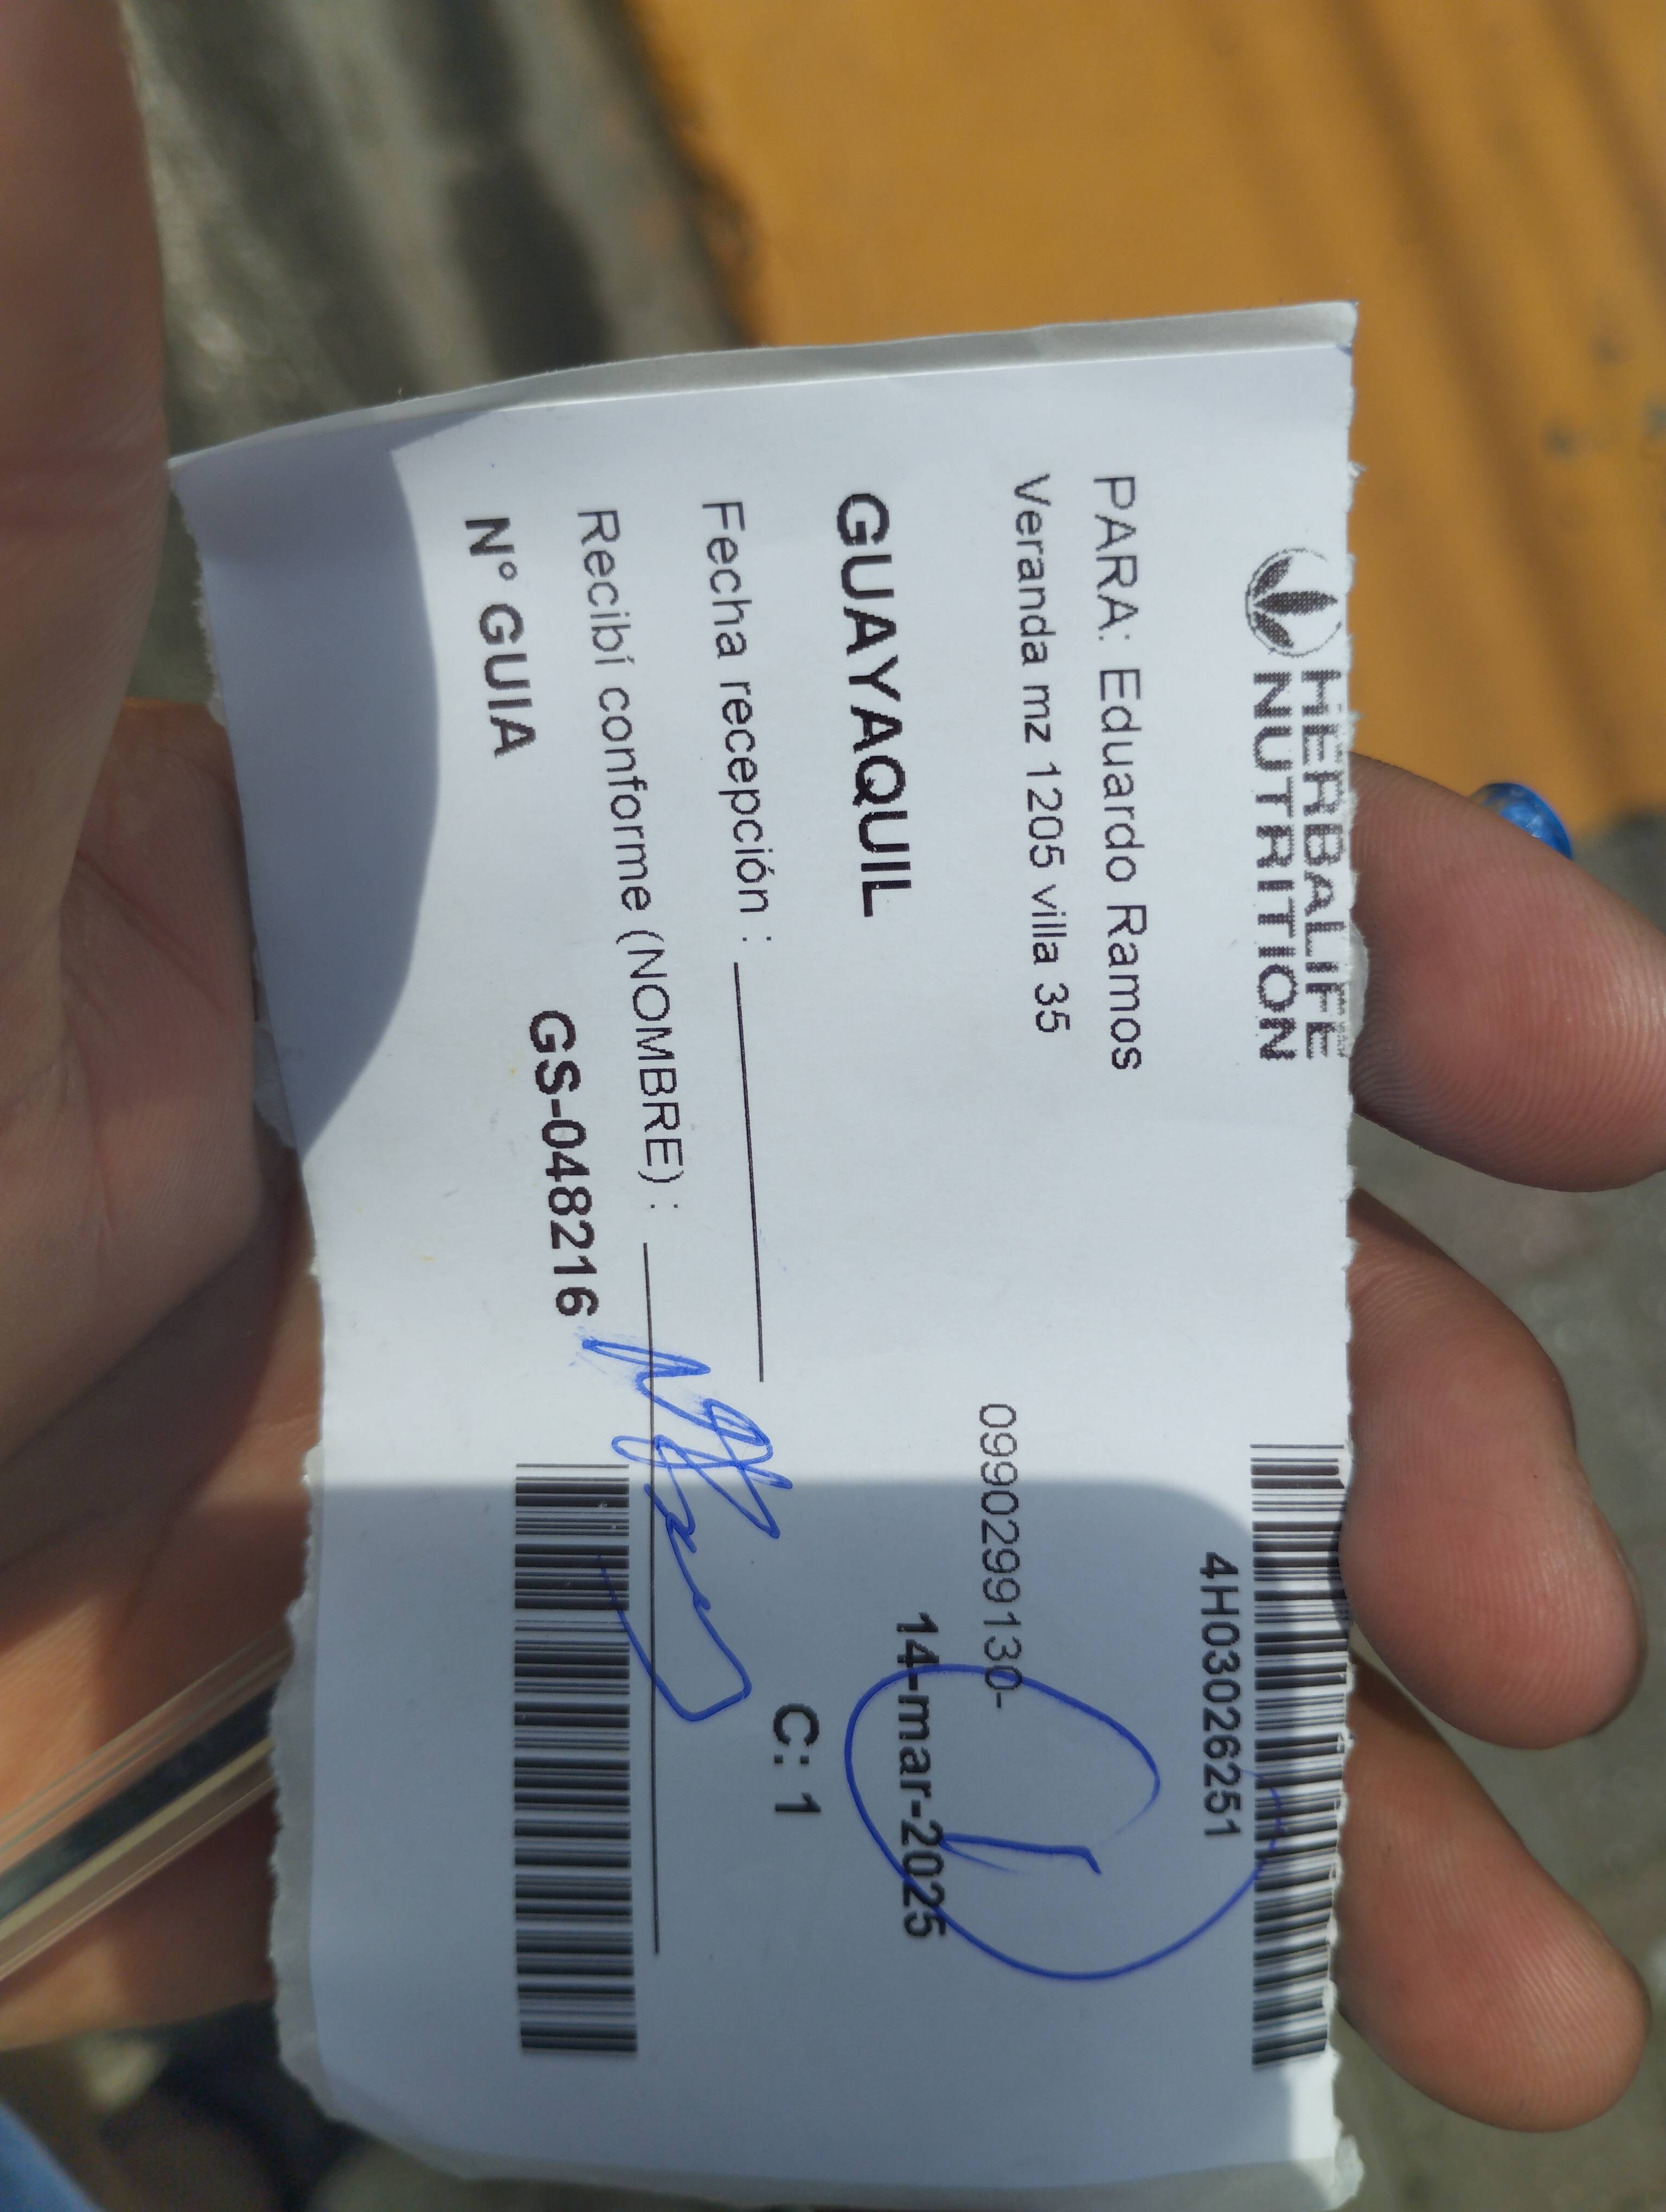 HERBALIFE
NUTRITION
4H03026251
PARA: Eduardo Ramos
Veranda mz 1205 villa 35
0990299130-
14-mar-2025
GUAYAQUIL
C: 1
Fecha recepción :
Recibí conforme (NOMBRE) :
N° GUIA
GS-048216